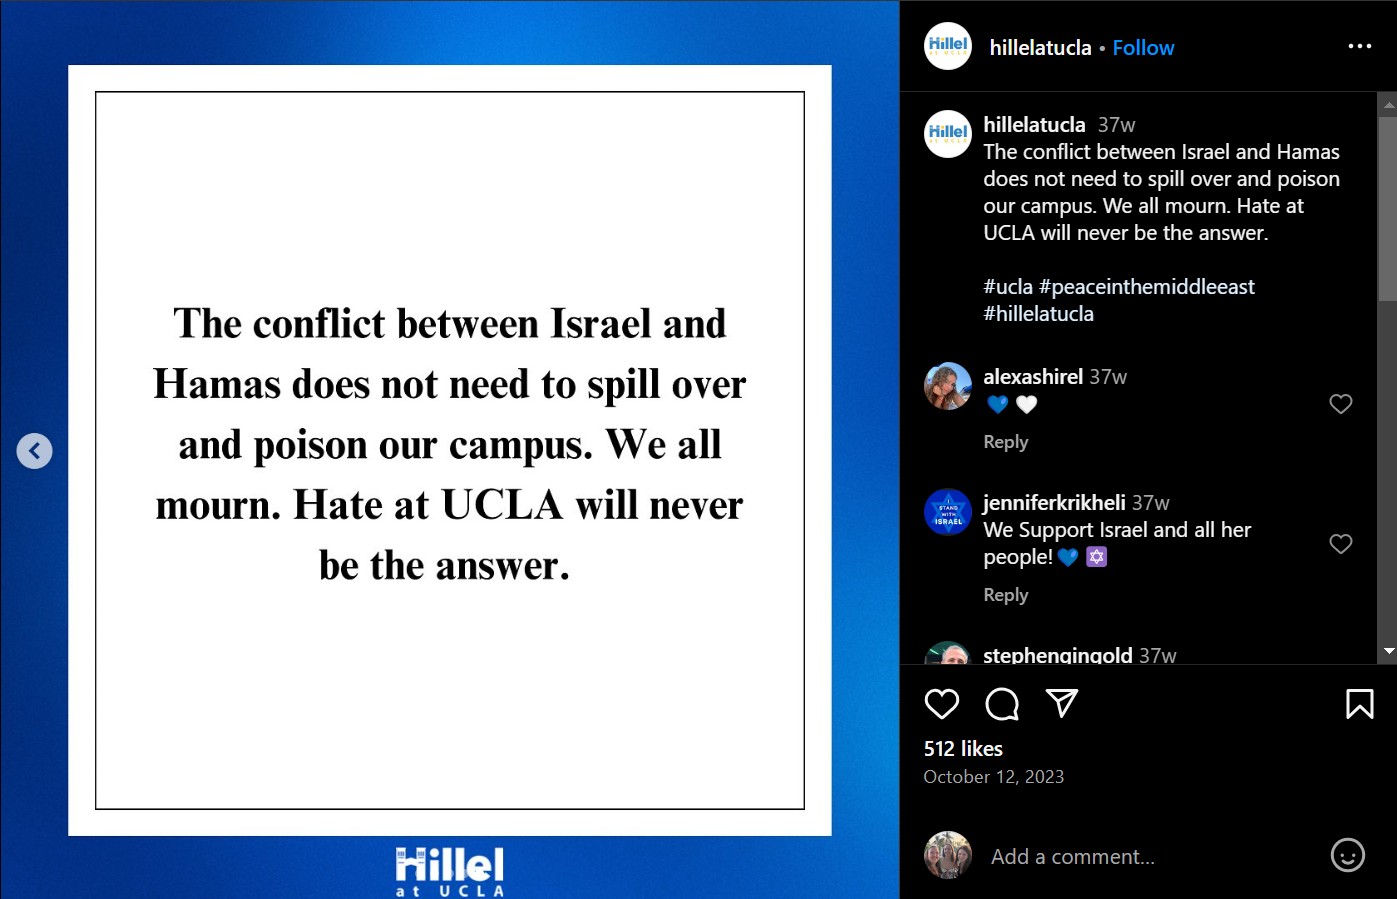 The conflict between Israel and
Hamas does not need to spill over
and poison our campus. We all
mourn. Hate at UCLA will never
be the answer.
Hillel
at UCLA
Hillel
AT UCLA
hillelatucla • Follow
Hillel
AT UCLA
hillelatucla 37w
The conflict between Israel and Hamas
does not need to spill over and poison
our campus. We all mourn. Hate at
UCLA will never be the answer.
#ucla #peaceinthemiddleeast
#hillelatucla
alexashirel 37w
💙 🤍
Reply
I
STAND
WITH
ISRAEL
jenniferkrikheli 37w
We Support Israel and all her
people!💙 🔯
Reply
stephengingold 37w
512 likes
October 12, 2023
Add a comment...